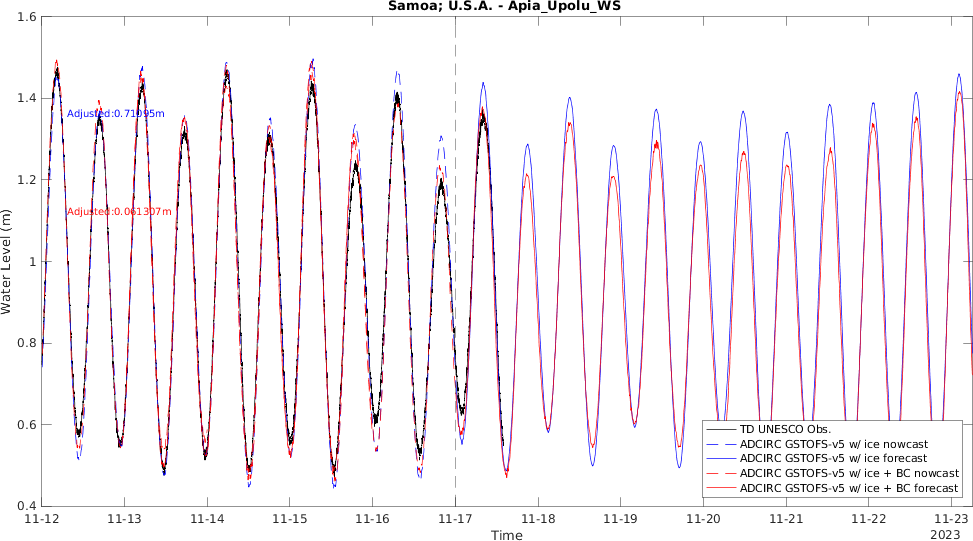 Samoa; U.S.A. - Apia_Upolu_WS
1.6
1.4
1.2
1
0.8
0.6
0.4
Water Level (m)
Adjusted:0.71095m
Adjusted:0.061307m
TD UNESCO Obs.
ADCIRC GSTOFS-v5 w/ ice nowcast
ADCIRC GSTOFS-v5 w/ ice forecast
ADCIRC GSTOFS-v5 w/ ice + BC nowcast
ADCIRC GSTOFS-v5 w/ ice + BC forecast
11-12 11-13 11-14 11-15 11-16 11-17 11-18 11-19 11-20 11-21 11-22 11-23
Time
2023